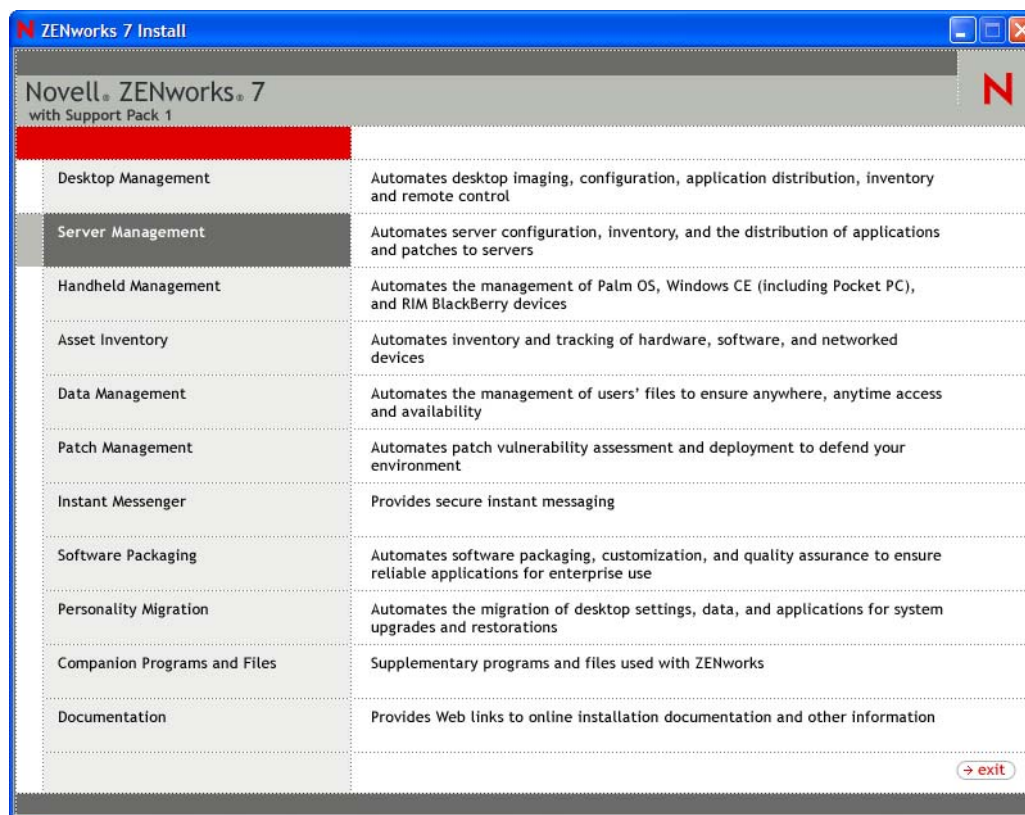 N ZENworks 7 Install
Novell® ZENworks® 7
N
with Support Pack 1
Desktop Management
Automates desktop imaging, configuration, application distribution, inventory
and remote control
Server Management
Automates server configuration, inventory, and the distribution of applications
and patches to servers
Handheld Management
Automates the management of Palm OS, Windows CE (including Pocket PC),
and RIM BlackBerry devices
Asset Inventory
Automates inventory and tracking of hardware, software, and networked
devices
Data Management
Automates the management of users’ files to ensure anywhere, anytime access
and availability
Patch Management
Automates patch vulnerability assessment and deployment to defend your
environment
Instant Messenger
Provides secure instant messaging
Software Packaging
Automates software packaging, customization, and quality assurance to ensure
reliable applications for enterprise use
Personality Migration
Automates the migration of desktop settings, data, and applications for system
upgrades and restorations
Companion Programs and Files
Supplementary programs and files used with ZENworks
Documentation
Provides Web links to online installation documentation and other information
→ exit